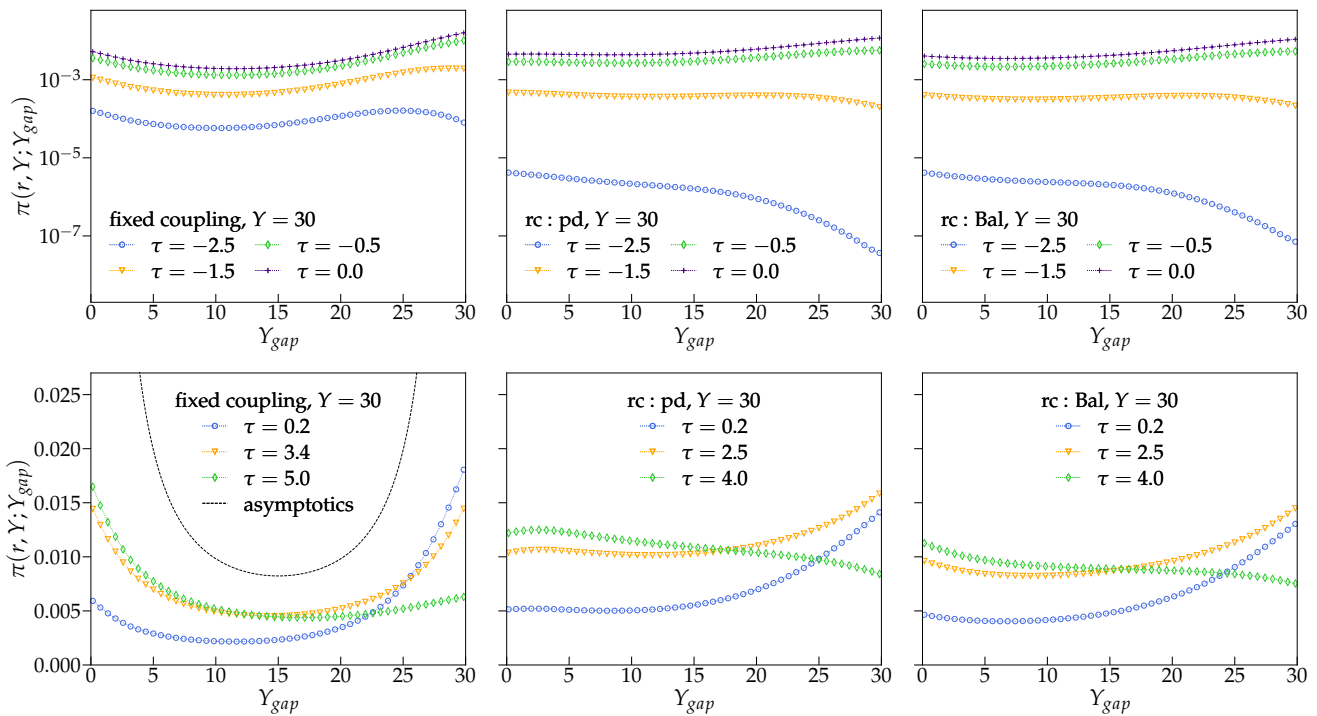 π(r, Y; Y_gap)
10⁻³
10⁻⁵
10⁻⁷
fixed coupling, Y = 30
τ = −2.5 τ = −0.5
τ = −1.5 τ = 0.0
0 5 10 15 20 25 30
Y_gap
rc : pd, Y = 30
τ = −2.5 τ = −0.5
τ = −1.5 τ = 0.0
0 5 10 15 20 25 30
Y_gap
rc : Bal, Y = 30
τ = −2.5 τ = −0.5
τ = −1.5 τ = 0.0
0 5 10 15 20 25 30
Y_gap
π(r, Y; Y_gap)
0.025
0.020
0.015
0.010
0.005
0.000
fixed coupling, Y = 30
τ = 0.2
τ = 3.4
τ = 5.0
asymptotics
0 5 10 15 20 25 30
Y_gap
rc : pd, Y = 30
τ = 0.2
τ = 2.5
τ = 4.0
0 5 10 15 20 25 30
Y_gap
rc : Bal, Y = 30
τ = 0.2
τ = 2.5
τ = 4.0
0 5 10 15 20 25 30
Y_gap